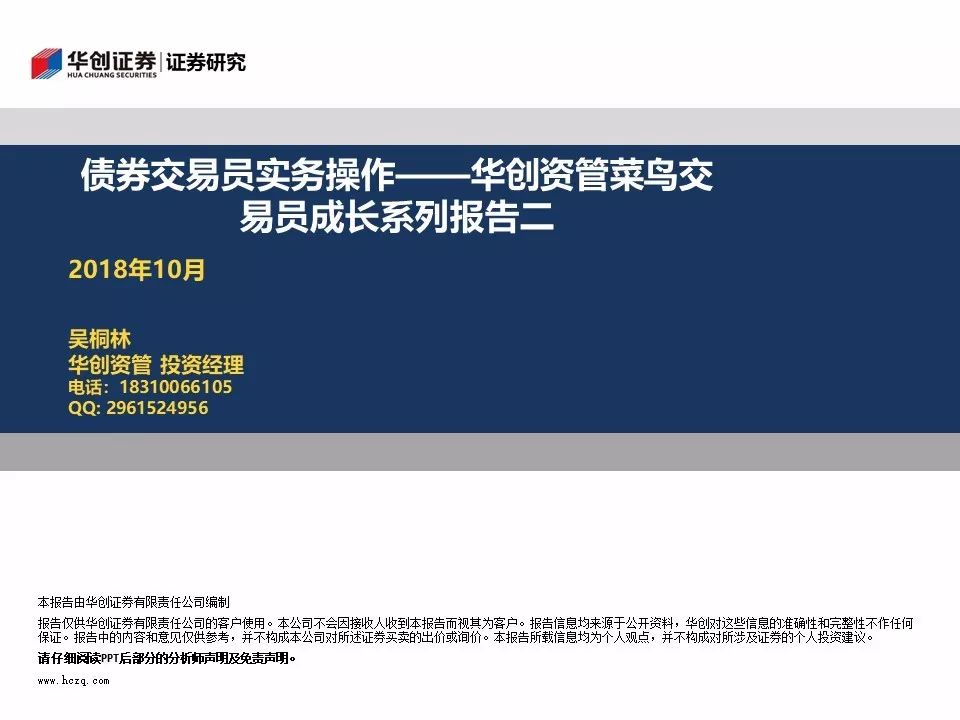 华创证券|证券研究
HUA CHUANG SECURITIES
债券交易员实务操作——华创资管菜鸟交
易员成长系列报告二
2018年10月
吴桐林
华创资管 投资经理
电话：18310066105
QQ: 2961524956
本报告由华创证券有限责任公司编制
报告仅供华创证券有限责任公司的客户使用。本公司不会因接收人收到本报告而视其为客户。报告信息均来源于公开资料，华创对这些信息的准确性和完整性不作任何
保证。报告中的内容和意见仅供参考，并不构成本公司对所述证券买卖的出价或询价。本报告所载信息均为个人观点，并不构成对所涉及证券的个人投资建议。
请仔细阅读PPT后部分的分析师声明及免责声明。
www.hczq.com